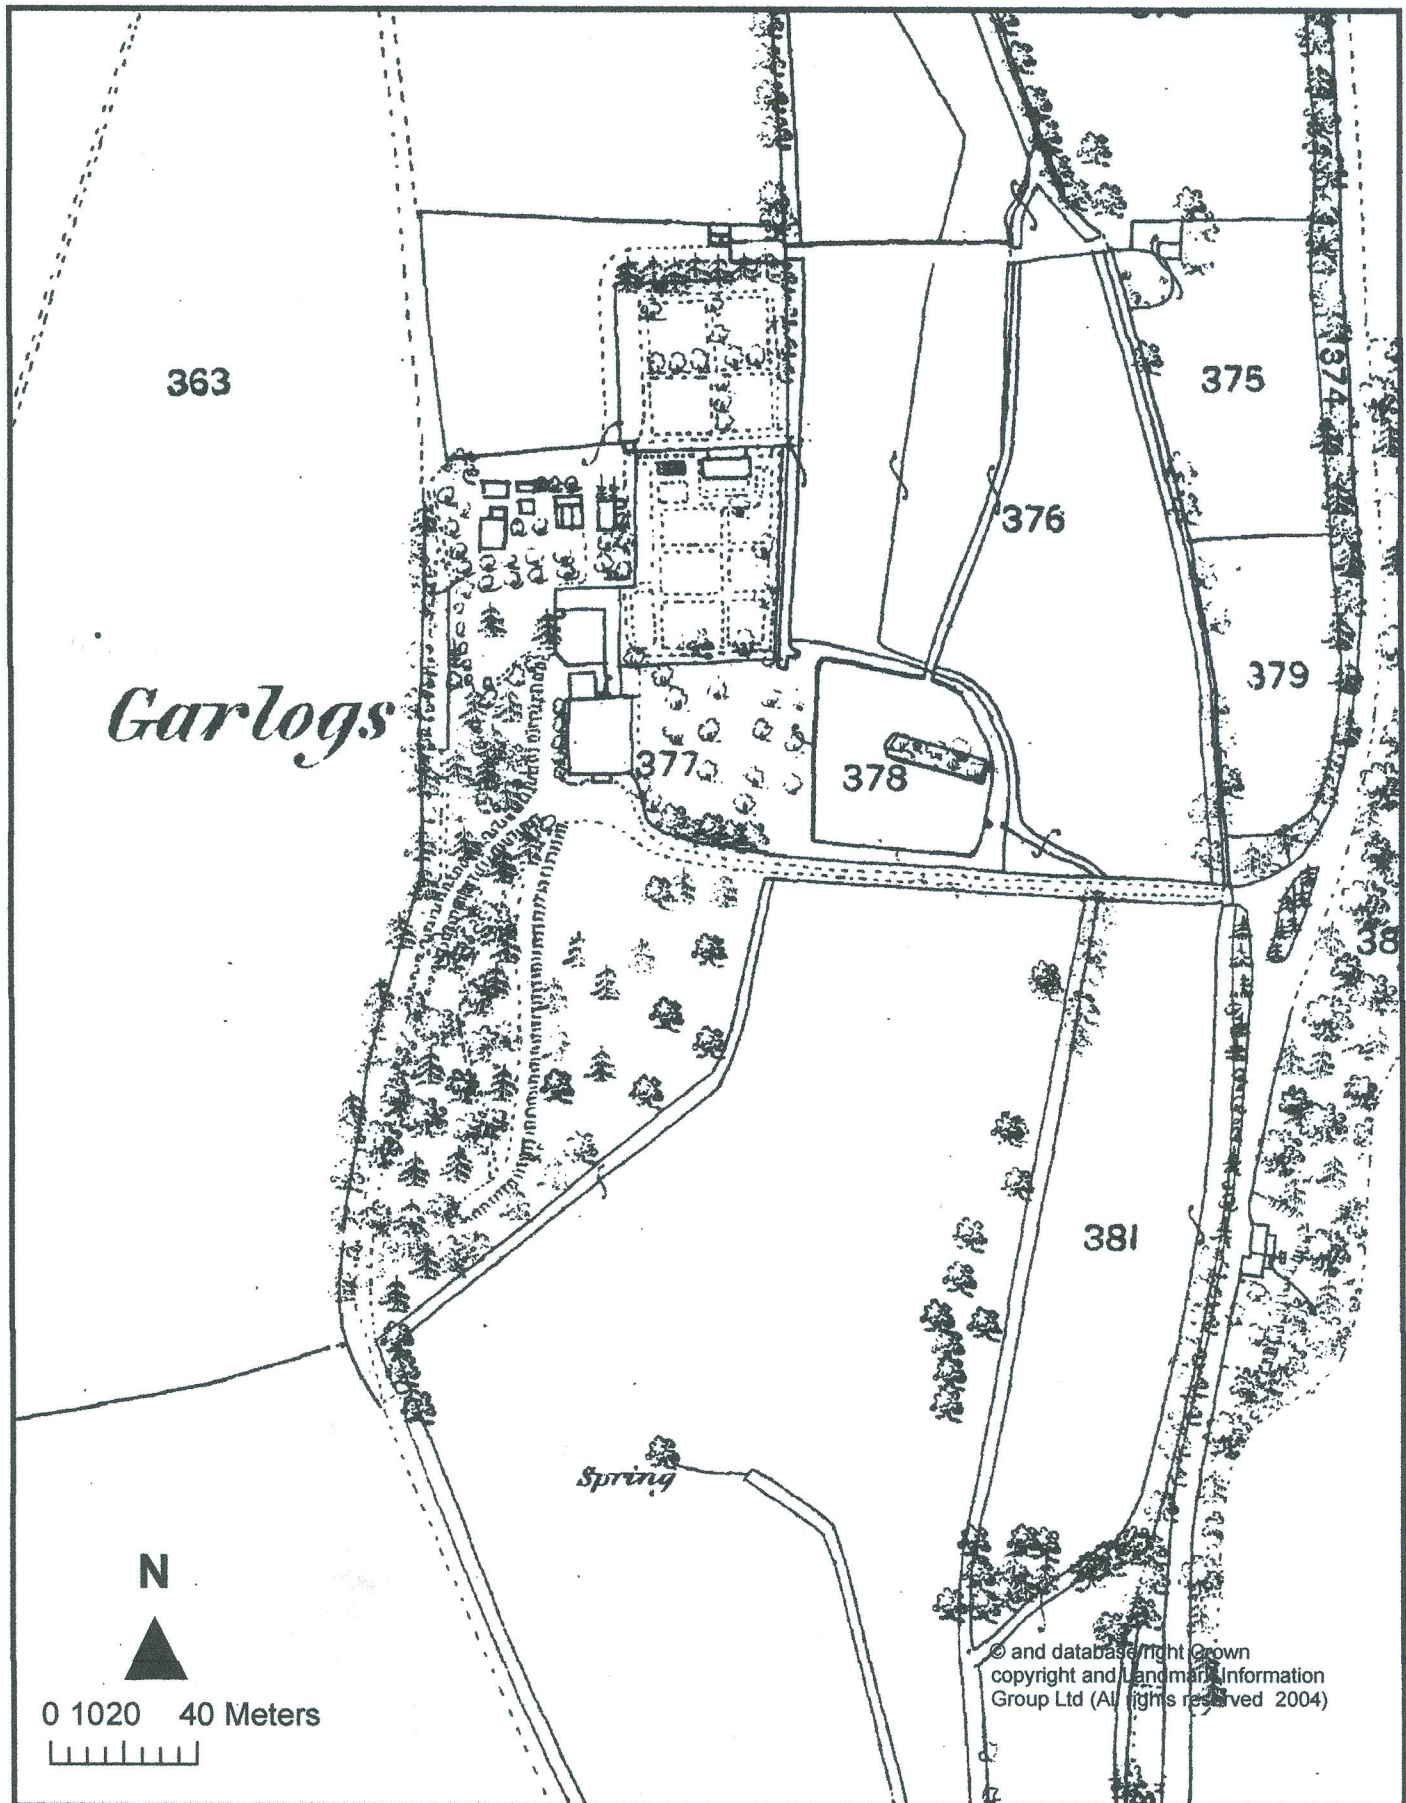 363
375
374
376
379
Garlogs
377
378
38
381
Spring
N
© and database right Crown
copyright and Landmark Information
Group Ltd (All rights reserved 2004)
0 1020 40 Meters